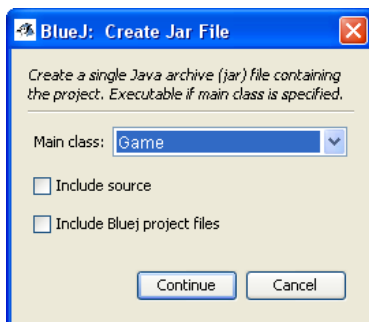 BlueJ: Create Jar File
Create a single Java archive (jar) file containing
the project. Executable if main class is specified.
Main class: Game
Include source
Include Bluej project files
Continue Cancel